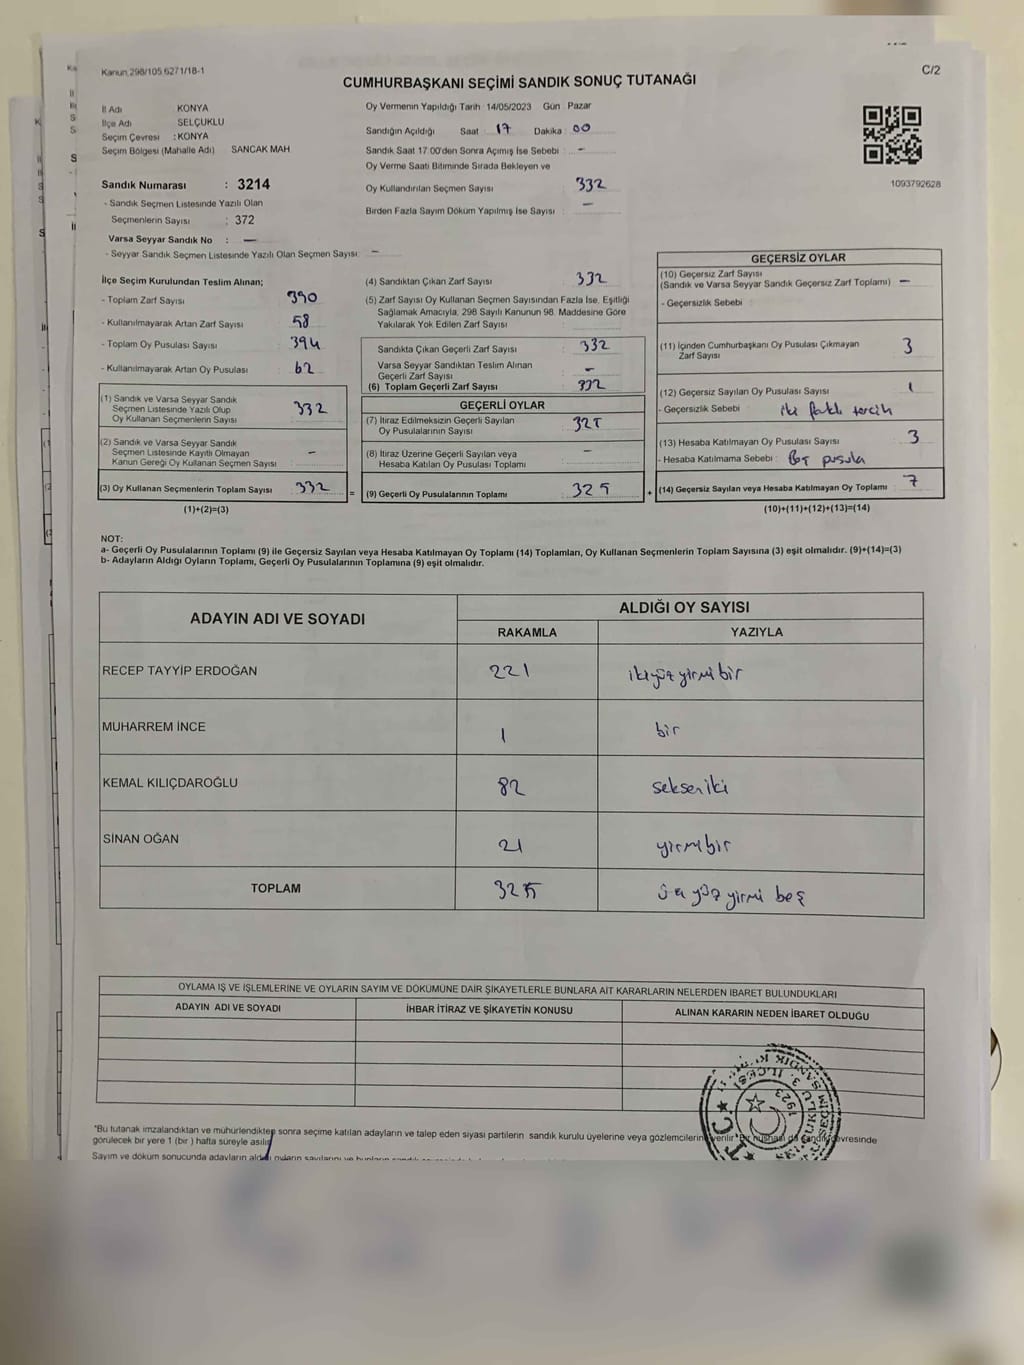 Kanun 298/105 6271/18-1
C/2
CUMHURBAŞKANI SEÇİMİ SANDIK SONUÇ TUTANAĞI
İl Adı KONYA
İlçe Adı SELÇUKLU
Seçim Çevresi : KONYA
Seçim Bölgesi (Mahalle Adı) SANCAK MAH
Sandık Numarası : 3214
- Sandık Seçmen Listesinde Yazılı Olan
Seçmenlerin Sayısı : 372
Varsa Seyyar Sandık No : —
- Seyyar Sandık Seçmen Listesinde Yazılı Olan Seçmen Sayısı: —
Oy Vermenin Yapıldığı Tarih 14/05/2023 Gün Pazar
Sandığın Açıldığı Saat 17 Dakika : 00
Sandık Saat 17:00'den Sonra Açımış İse Sebebi : —
Oy Verme Saati Bitiminde Sırada Bekleyen ve
Oy Kullandırılan Seçmen Sayısı 332
Birden Fazla Sayım Döküm Yapılmış İse Sayısı : —
1093792628
İlçe Seçim Kurulundan Teslim Alınan;
- Toplam Zarf Sayısı 390
- Kullanılmayarak Artan Zarf Sayısı 58
- Toplam Oy Pusulası Sayısı 394
- Kullanılmayarak Artan Oy Pusulası 62
(1) Sandık ve Varsa Seyyar Sandık
Seçmen Listesinde Yazılı Olup
Oy Kullanan Seçmenlerin Sayısı 332
(2) Sandık ve Varsa Seyyar Sandık
Seçmen Listesinde Kayıtlı Olmayan
Kanun Gereği Oy Kullanan Seçmen Sayısı —
(3) Oy Kullanan Seçmenlerin Toplam Sayısı 332 =
(1)+(2)=(3)
(4) Sandıktan Çıkan Zarf Sayısı 332
(5) Zarf Sayısı Oy Kullanan Seçmen Sayısından Fazla İse, Eşitliği
Sağlamak Amacıyla, 298 Sayılı Kanunun 98. Maddesine Göre
Yakılarak Yok Edilen Zarf Sayısı :
Sandıkta Çıkan Geçerli Zarf Sayısı : 332
Varsa Seyyar Sandıktan Teslim Alınan
Geçerli Zarf Sayısı —
(6) Toplam Geçerli Zarf Sayısı 332
GEÇERLİ OYLAR
(7) İtiraz Edilmeksizin Geçerli Sayılan
Oy Pusulalarının Sayısı 325
(8) İtiraz Üzerine Geçerli Sayılan veya
Hesaba Katılan Oy Pusulası Toplamı —
(9) Geçerli Oy Pusulalarının Toplamı 325 +
GEÇERSİZ OYLAR
(10) Geçersiz Zarf Sayısı
(Sandık ve Varsa Seyyar Sandık Geçersiz Zarf Toplamı) —
- Geçersizlik Sebebi :
(11) İçinden Cumhurbaşkanı Oy Pusulası Çıkmayan
Zarf Sayısı 3
(12) Geçersiz Sayılan Oy Pusulası Sayısı 1
- Geçersizlik Sebebi : iki farklı tercih
(13) Hesaba Katılmayan Oy Pusulası Sayısı 3
- Hesaba Katılmama Sebebi : Boş pusula
(14) Geçersiz Sayılan veya Hesaba Katılmayan Oy Toplamı 7
(10)+(11)+(12)+(13)=(14)
NOT:
a- Geçerli Oy Pusulalarının Toplamı (9) ile Geçersiz Sayılan veya Hesaba Katılmayan Oy Toplamı (14) Toplamları, Oy Kullanan Seçmenlerin Toplam Sayısına (3) eşit olmalıdır. (9)+(14)=(3)
b- Adayların Aldığı Oyların Toplamı, Geçerli Oy Pusulalarının Toplamına (9) eşit olmalıdır.
ADAYIN ADI VE SOYADI ALDIĞI OY SAYISI
RAKAMLA YAZIYLA
RECEP TAYYİP ERDOĞAN 221 ikiyüz yirmi bir
MUHARREM İNCE 1 bir
KEMAL KILIÇDAROĞLU 82 seksen iki
SİNAN OĞAN 21 yirmi bir
TOPLAM 325 üç yüz yirmi beş
OYLAMA İŞ VE İŞLEMLERİNE VE OYLARIN SAYIM VE DÖKÜMÜNE DAİR ŞİKAYETLERLE BUNLARA AİT KARARLARIN NELERDEN İBARET BULUNDUKLARI
ADAYIN ADI VE SOYADI İHBAR İTİRAZ VE ŞİKAYETİN KONUSU ALINAN KARARIN NEDEN İBARET OLDUĞU
*Bu tutanak imzalandıktan ve mühürlendikten sonra seçime katılan adayların ve talep eden siyasi partilerin sandık kurulu üyelerine veya gözlemcilerine verilir. Bir nushası da sandık çevresinde
görülecek bir yere 1 (bir) hafta süreyle asılır
Sayım ve döküm sonucunda adayların aldığı oyların sayılarını ve bunların
T.C. 1923